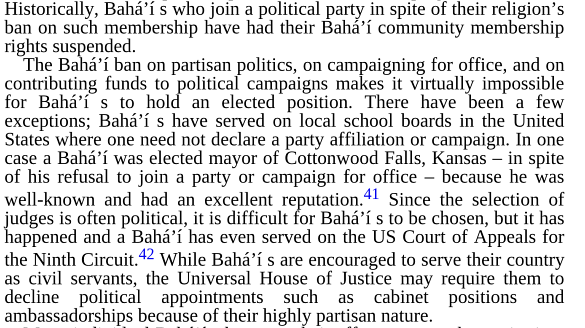 Historically, Bahá’í s who join a political party in spite of their religion’s
ban on such membership have had their Bahá’í community membership
rights suspended.
The Bahá’í ban on partisan politics, on campaigning for office, and on
contributing funds to political campaigns makes it virtually impossible
for Bahá’í s to hold an elected position. There have been a few
exceptions; Bahá’í s have served on local school boards in the United
States where one need not declare a party affiliation or campaign. In one
case a Bahá’í was elected mayor of Cottonwood Falls, Kansas – in spite
of his refusal to join a party or campaign for office – because he was
well-known and had an excellent reputation.41 Since the selection of
judges is often political, it is difficult for Bahá’í s to be chosen, but it has
happened and a Bahá’í has even served on the US Court of Appeals for
the Ninth Circuit.42 While Bahá’í s are encouraged to serve their country
as civil servants, the Universal House of Justice may require them to
decline political appointments such as cabinet positions and
ambassadorships because of their highly partisan nature.